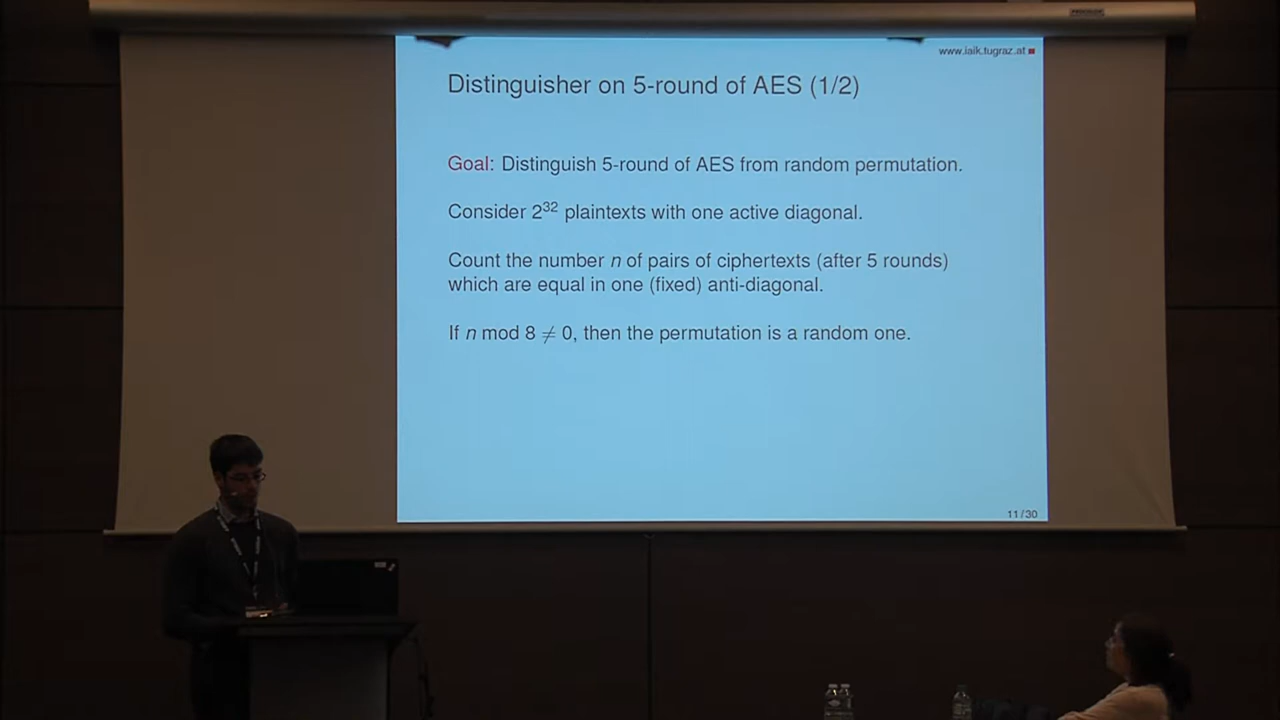 www.iaik.tugraz.at
Distinguisher on 5-round of AES (1/2)
Goal: Distinguish 5-round of AES from random permutation.
Consider 2³² plaintexts with one active diagonal.
Count the number n of pairs of ciphertexts (after 5 rounds)
which are equal in one (fixed) anti-diagonal.
If n mod 8 ≠ 0, then the permutation is a random one.
11/30